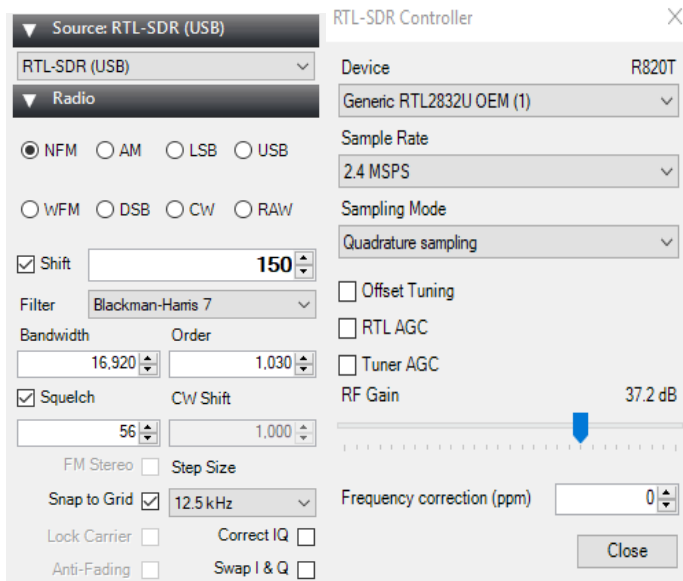 Source: RTL-SDR (USB)
RTL-SDR (USB)
Radio
NFM AM LSB USB
WFM DSB CW RAW
Shift 150
Filter Blackman-Harris 7
Bandwidth Order
16,920 1,030
Squelch CW Shift
56 1,000
FM Stereo Step Size
Snap to Grid 12.5 kHz
Lock Carrier Correct IQ
Anti-Fading Swap I & Q
RTL-SDR Controller
Device R820T
Generic RTL2832U OEM (1)
Sample Rate
2.4 MSPS
Sampling Mode
Quadrature sampling
Offset Tuning
RTL AGC
Tuner AGC
RF Gain 37.2 dB
Frequency correction (ppm) 0
Close